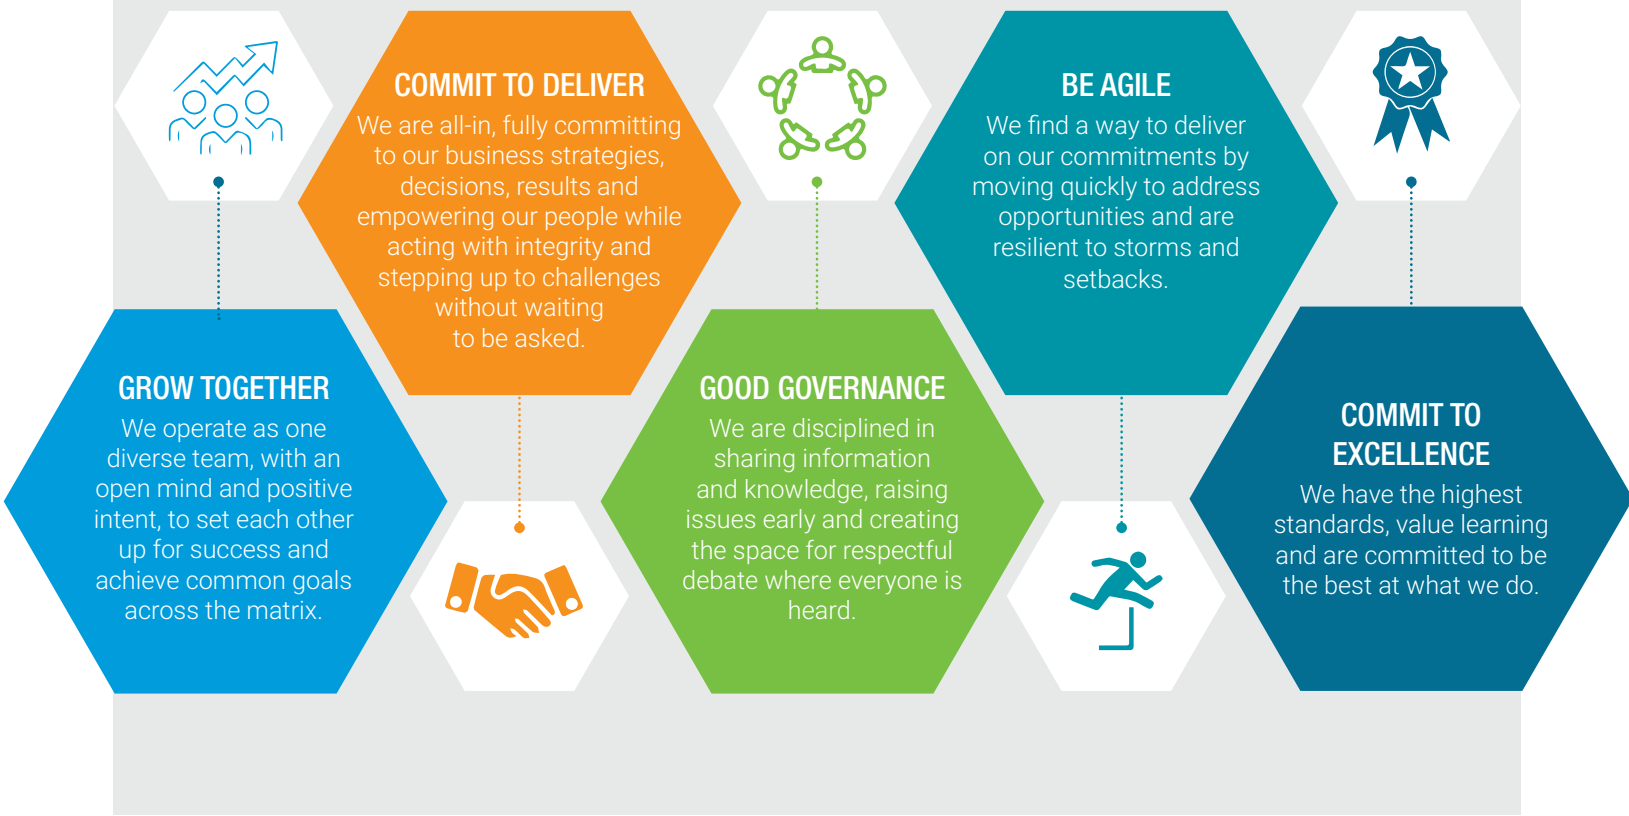 GROW TOGETHER
We operate as one
diverse team, with an
open mind and positive
intent, to set each other
up for success and
achieve common goals
across the matrix.
COMMIT TO DELIVER
We are all-in, fully committing
to our business strategies,
decisions, results and
empowering our people while
acting with integrity and
stepping up to challenges
without waiting
to be asked.
GOOD GOVERNANCE
We are disciplined in
sharing information
and knowledge, raising
issues early and creating
the space for respectful
debate where everyone is
heard.
BE AGILE
We find a way to deliver
on our commitments by
moving quickly to address
opportunities and are
resilient to storms and
setbacks.
COMMIT TO
EXCELLENCE
We have the highest
standards, value learning
and are committed to be
the best at what we do.